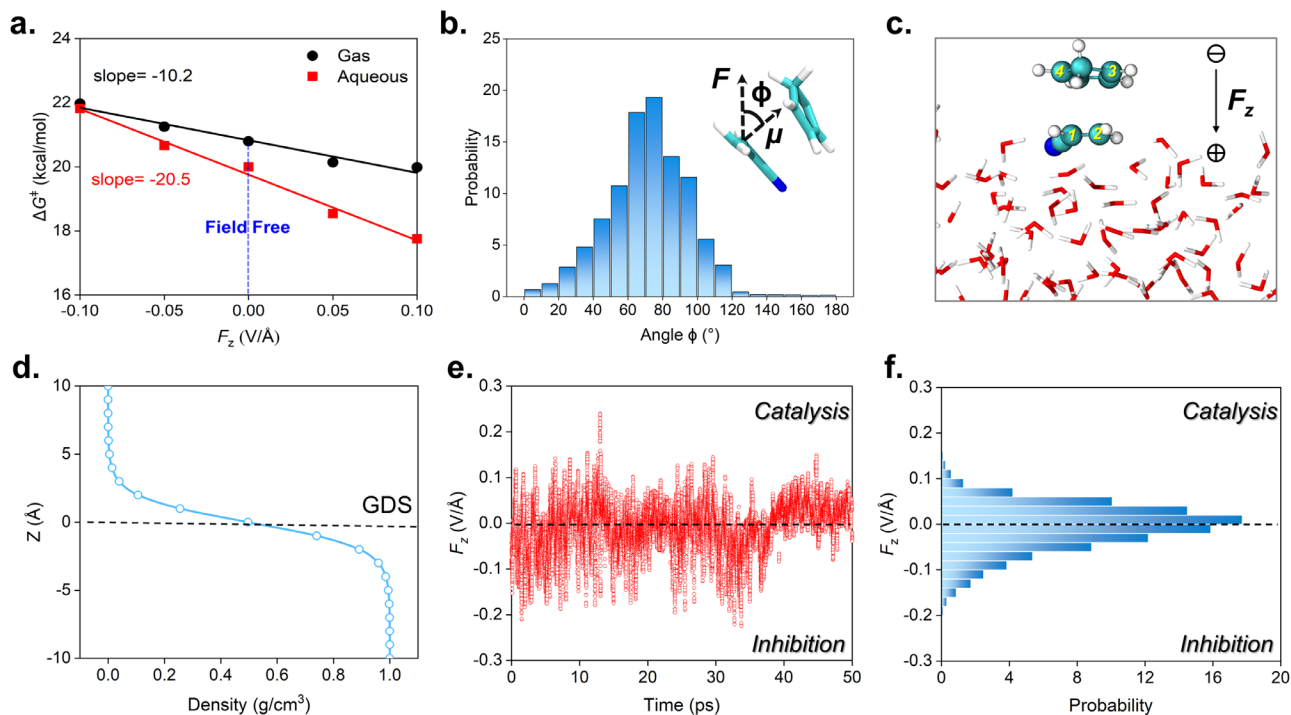 a.
24
22
20
18
16
ΔG‡ (kcal/mol)
slope= -10.2
slope= -20.5
Gas
Aqueous
Field Free
-0.10
-0.05
0.00
0.05
0.10
Fz (V/Å)
b.
25
20
15
10
5
0
Probability
F
ϕ
μ
0
20
40
60
80
100
120
140
160
180
Angle ϕ (°)
c.
4
3
1
2
⊖
Fz
⊕
d.
10
5
0
-5
-10
Z (Å)
GDS
0.0
0.2
0.4
0.6
0.8
1.0
Density (g/cm³)
e.
0.3
0.2
0.1
0.0
-0.1
-0.2
-0.3
Fz (V/Å)
Catalysis
Inhibition
0
10
20
30
40
50
Time (ps)
f.
0.3
0.2
0.1
0.0
-0.1
-0.2
-0.3
Fz (V/Å)
Catalysis
Inhibition
0
4
8
12
16
20
Probability